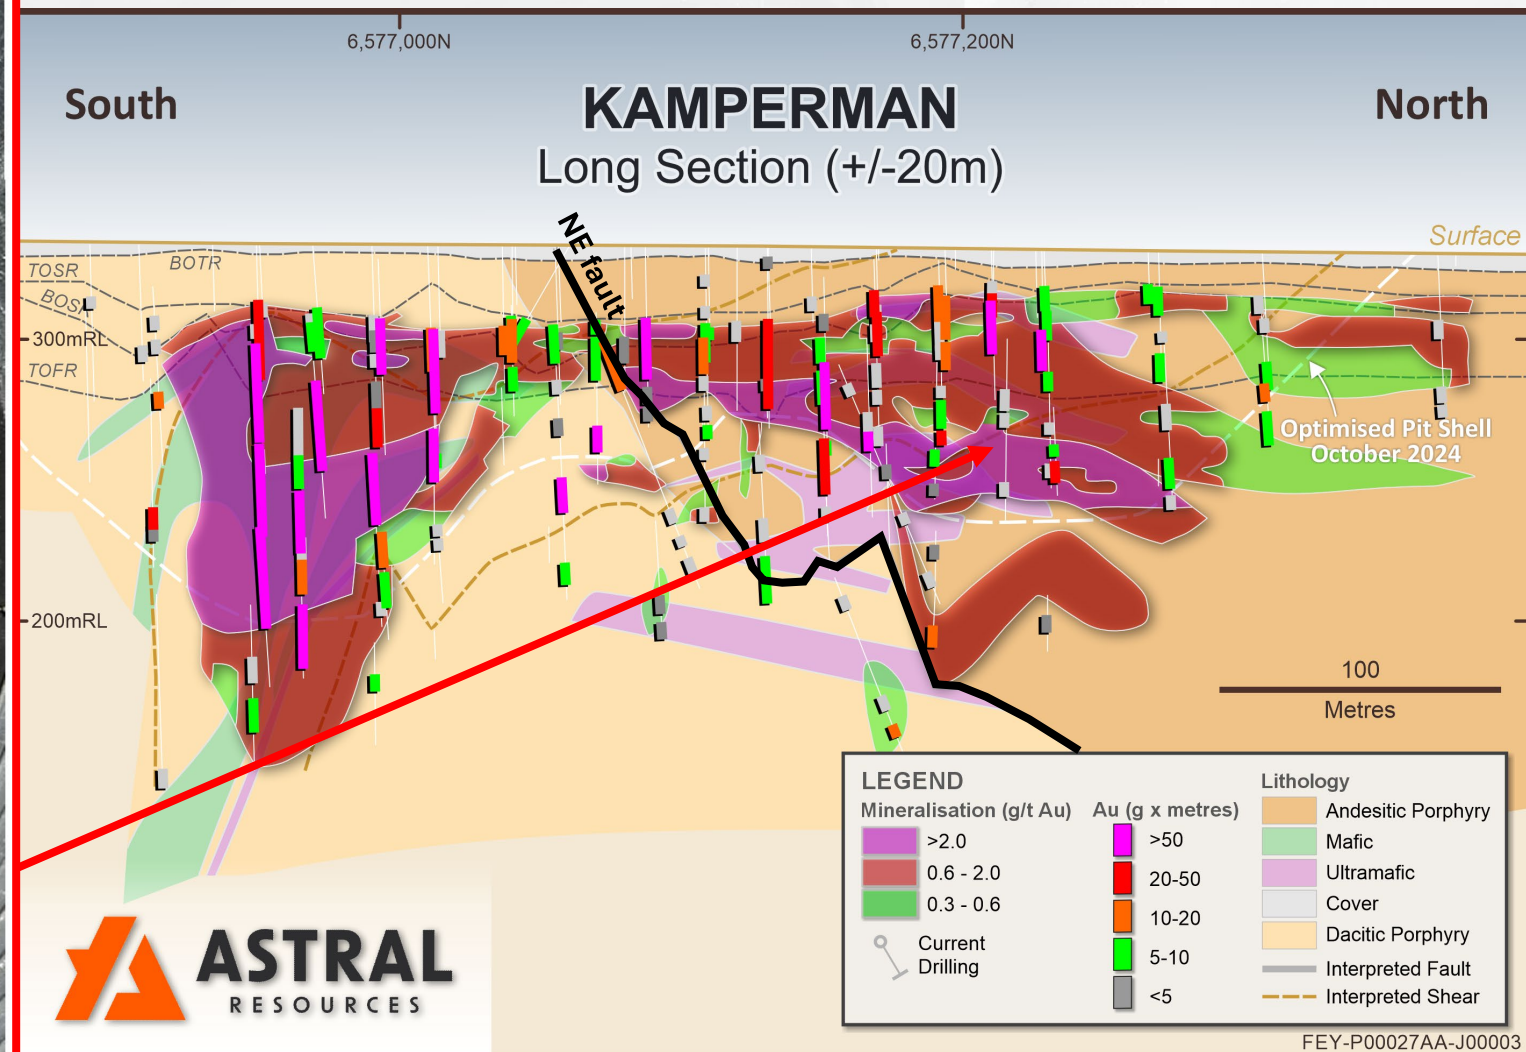 6,577,000N
6,577,200N
South
KAMPERMAN
North
Long Section (+/-20m)
NE fault
Surface
TOSR
BOTR
300mRL
TOFR
Optimised Pit Shell
October 2024
200mRL
100
Metres
LEGEND
Mineralisation (g/t Au)
>2.0
0.6 - 2.0
0.3 - 0.6
Current
Drilling
Au (g x metres)
>50
20-50
10-20
5-10
<5
Lithology
Andesitic Porphyry
Mafic
Ultramafic
Cover
Dacitic Porphyry
Interpreted Fault
Interpreted Shear
ASTRAL
RESOURCES
FEY-P00027AA-J00003